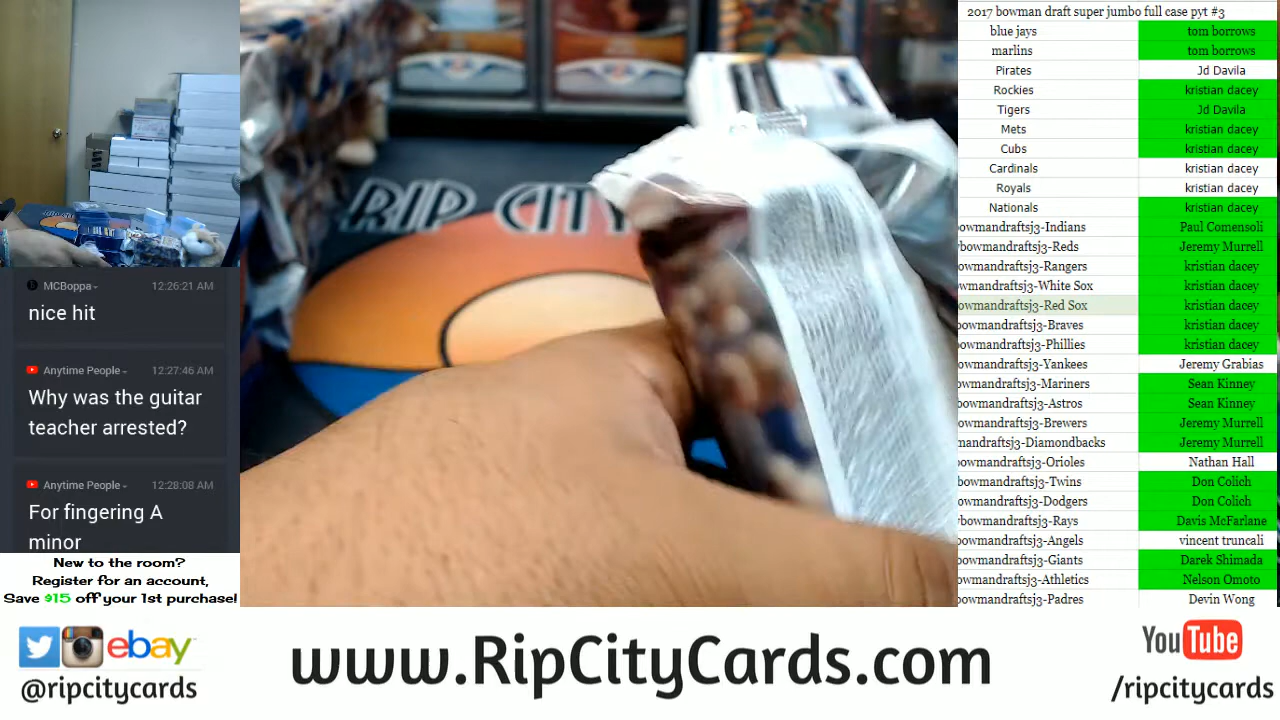 MCBoppa
12:26:21 AM
nice hit
Anytime People
12:27:46 AM
Why was the guitar
teacher arrested?
Anytime People
12:28:08 AM
For fingering A
minor
New to the room?
Register for an account,
Save $15 off your 1st purchase!
RIP CITY
2017 bowman draft super jumbo full case pyt #3
blue jays tom borrows
marlins tom borrows
Pirates Jd Davila
Rockies kristian dacey
Tigers Jd Davila
Mets kristian dacey
Cubs kristian dacey
Cardinals kristian dacey
Royals kristian dacey
Nationals kristian dacey
bowmandraftsj3-Indians Paul Comensoli
bowmandraftsj3-Reds Jeremy Murrell
owmandraftsj3-Rangers kristian dacey
owmandraftsj3-White Sox kristian dacey
owmandraftsj3-Red Sox kristian dacey
bowmandraftsj3-Braves kristian dacey
bowmandraftsj3-Phillies kristian dacey
bowmandraftsj3-Yankees Jeremy Grabias
bowmandraftsj3-Mariners Sean Kinney
bowmandraftsj3-Astros Sean Kinney
bowmandraftsj3-Brewers Jeremy Murrell
mandraftsj3-Diamondbacks Jeremy Murrell
owmandraftsj3-Orioles Nathan Hall
bowmandraftsj3-Twins Don Colich
owmandraftsj3-Dodgers Don Colich
bowmandraftsj3-Rays Davis McFarlane
owmandraftsj3-Angels vincent truncali
bowmandraftsj3-Giants Darek Shimada
owmandraftsj3-Athletics Nelson Omoto
bowmandraftsj3-Padres Devin Wong
ebay
@ripcitycards
www.RipCityCards.com
YouTube
/ripcitycards